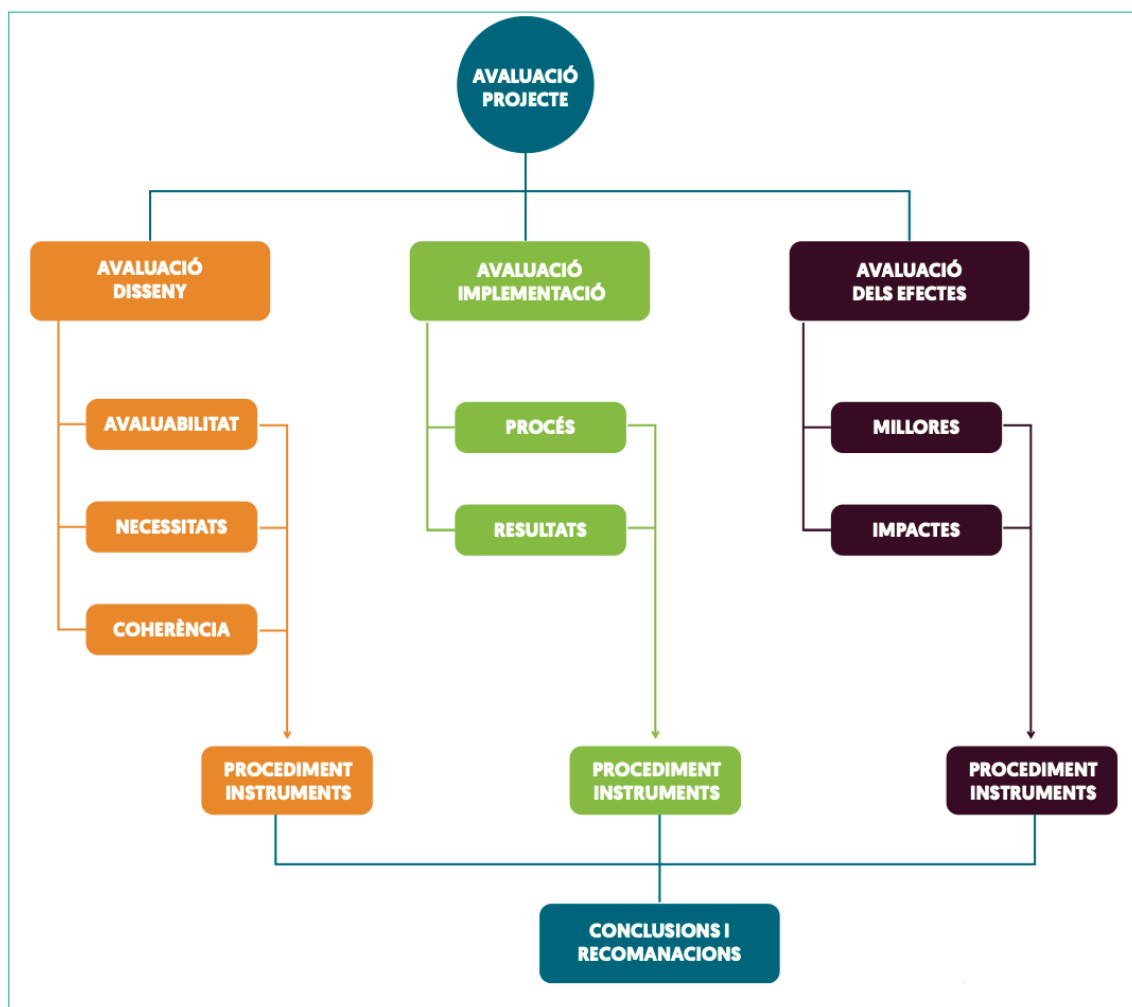 AVALUACIÓ
PROJECTE
AVALUACIÓ
DISSENY
AVALUACIÓ
IMPLEMENTACIÓ
AVALUACIÓ
DELS EFECTES
AVALUABILITAT
PROCÉS
MILLORES
NECESSITATS
RESULTATS
IMPACTES
COHERÈNCIA
PROCEDIMENT
INSTRUMENTS
PROCEDIMENT
INSTRUMENTS
PROCEDIMENT
INSTRUMENTS
CONCLUSIONS I
RECOMANACIONS